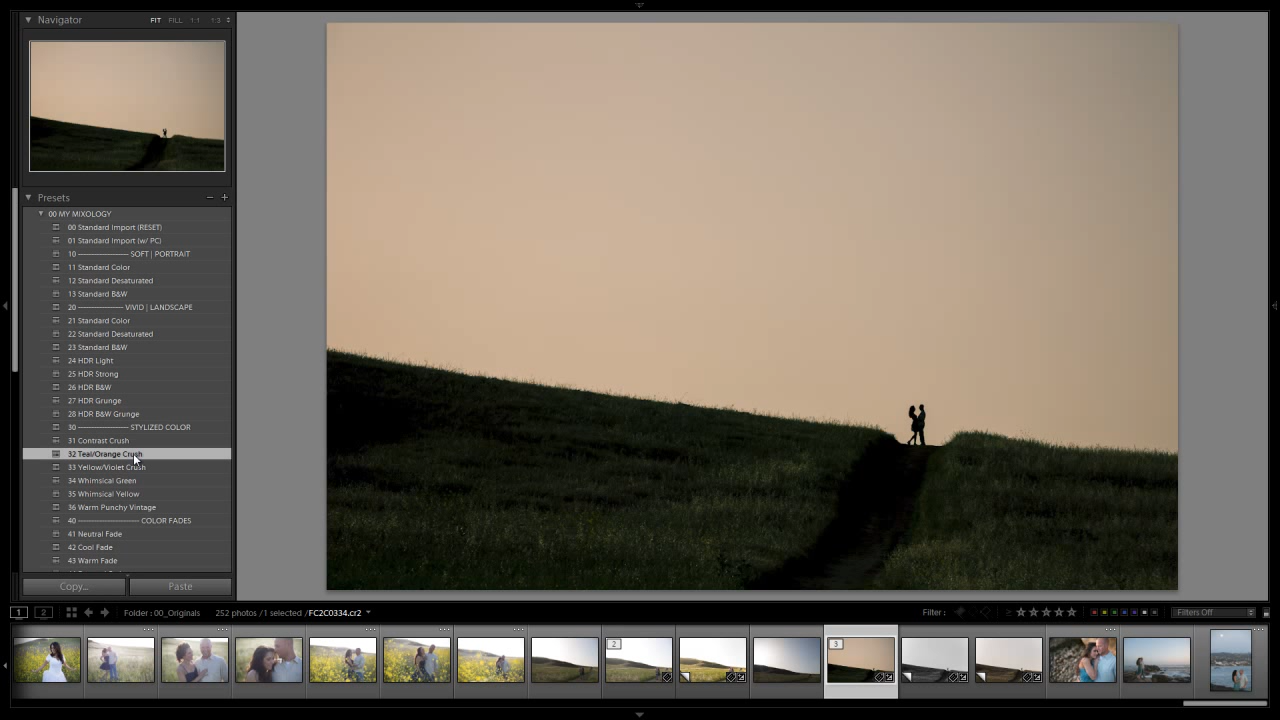 Navigator FIT FILL 1:1 1:3
Presets
00 MY MIXOLOGY
00 Standard Import (RESET)
01 Standard Import (w/ PC)
10 ------------------ SOFT | PORTRAIT
11 Standard Color
12 Standard Desaturated
13 Standard B&W
20 ---------------- VIVID | LANDSCAPE
21 Standard Color
22 Standard Desaturated
23 Standard B&W
24 HDR Light
25 HDR Strong
26 HDR B&W
27 HDR Grunge
28 HDR B&W Grunge
30 ------------------ STYLIZED COLOR
31 Contrast Crush
32 Teal/Orange Crush
33 Yellow/Violet Crush
34 Whimsical Green
35 Whimsical Yellow
36 Warm Punchy Vintage
40 ---------------------- COLOR FADES
41 Neutral Fade
42 Cool Fade
43 Warm Fade
Copy... Paste
1 2 Folder : 00_Originals 252 photos / 1 selected / FC2C0334.cr2 Filter : Filters Off
2 3